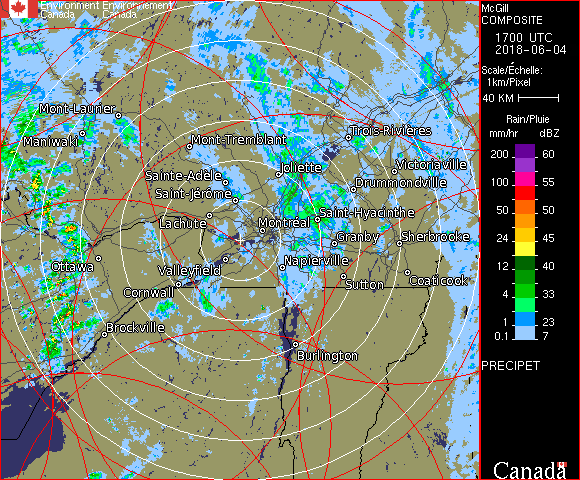 Environment Environnement
Canada Canada
McGill
COMPOSITE
1700 UTC
2018-06-04
Scale/Échelle:
1km/Pixel
40 KM
Rain/Pluie
mm/hr dBZ
200 60
100 55
50 50
24 45
12 40
4 33
1 23
0.1 7
PRECIPET
Canada
Mont-Laurier
Maniwaki
Mont-Tremblant
Trois-Rivières
Sainte-Adèle
Joliette
Victoriaville
Saint-Jérôme
Drummondville
Lachute
Montréal
Saint-Hyacinthe
Granby
Sherbrooke
Ottawa
Valleyfield
Napierville
Cornwall
Sutton
Coaticook
Brockville
Burlington